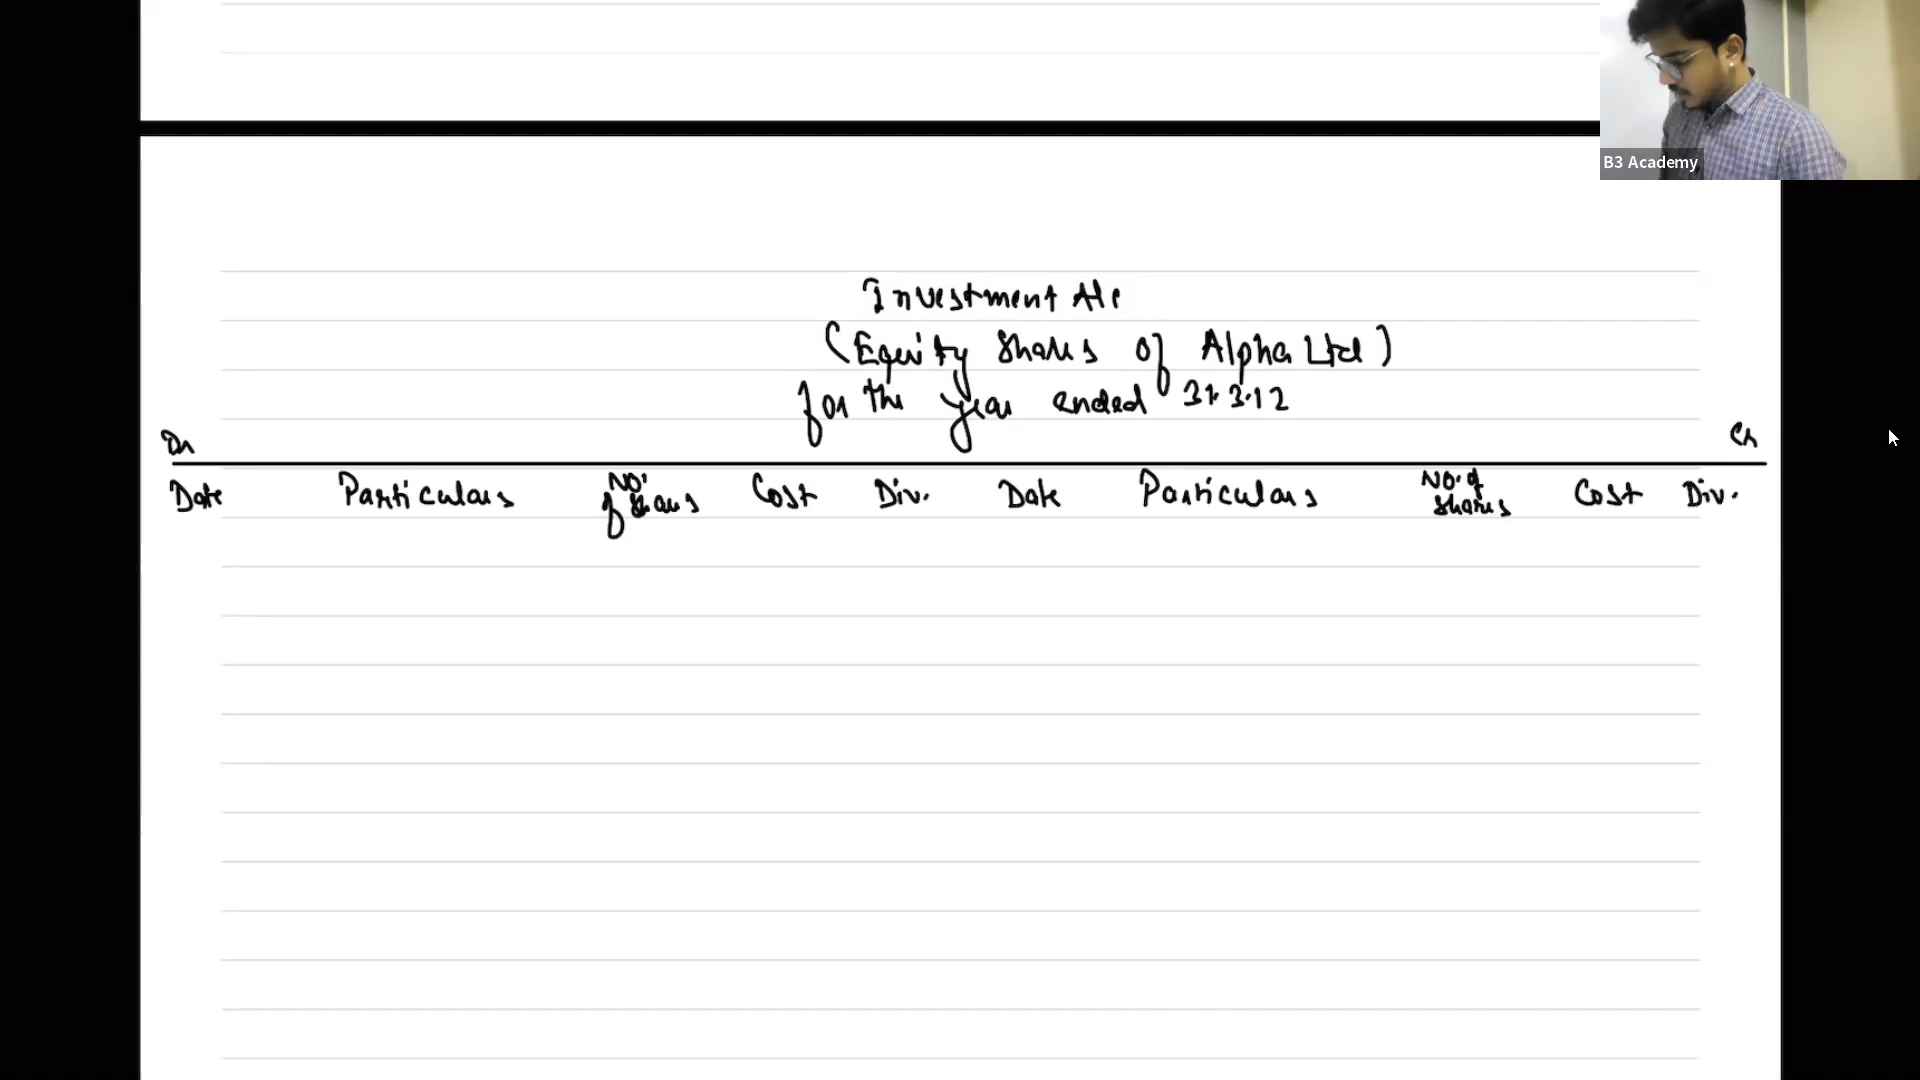 B3 Academy
Investment A/c
(Equity Shares of Alpha Ltd)
for the year ended 31.3.12
Dr Cr
Date Particulars No. of Shares Cost Div. Date Particulars No. of Shares Cost Div.